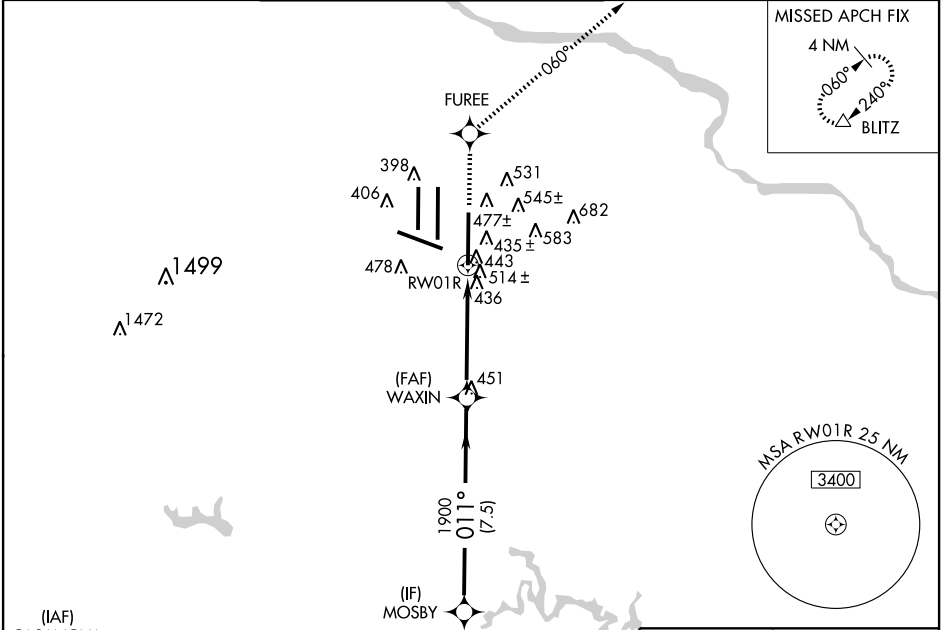 MISSED APCH FIX
4 NM
060°
240°
BLITZ
060°
FUREE
398
531
406
545±
682
477±
583
435±
443
478
RW01R
514±
436
1499
1472
451
(FAF)
WAXIN
MSA RW01R 25 NM
3400
1900
011°
(7.5)
(IF)
MOSBY
(IAF)